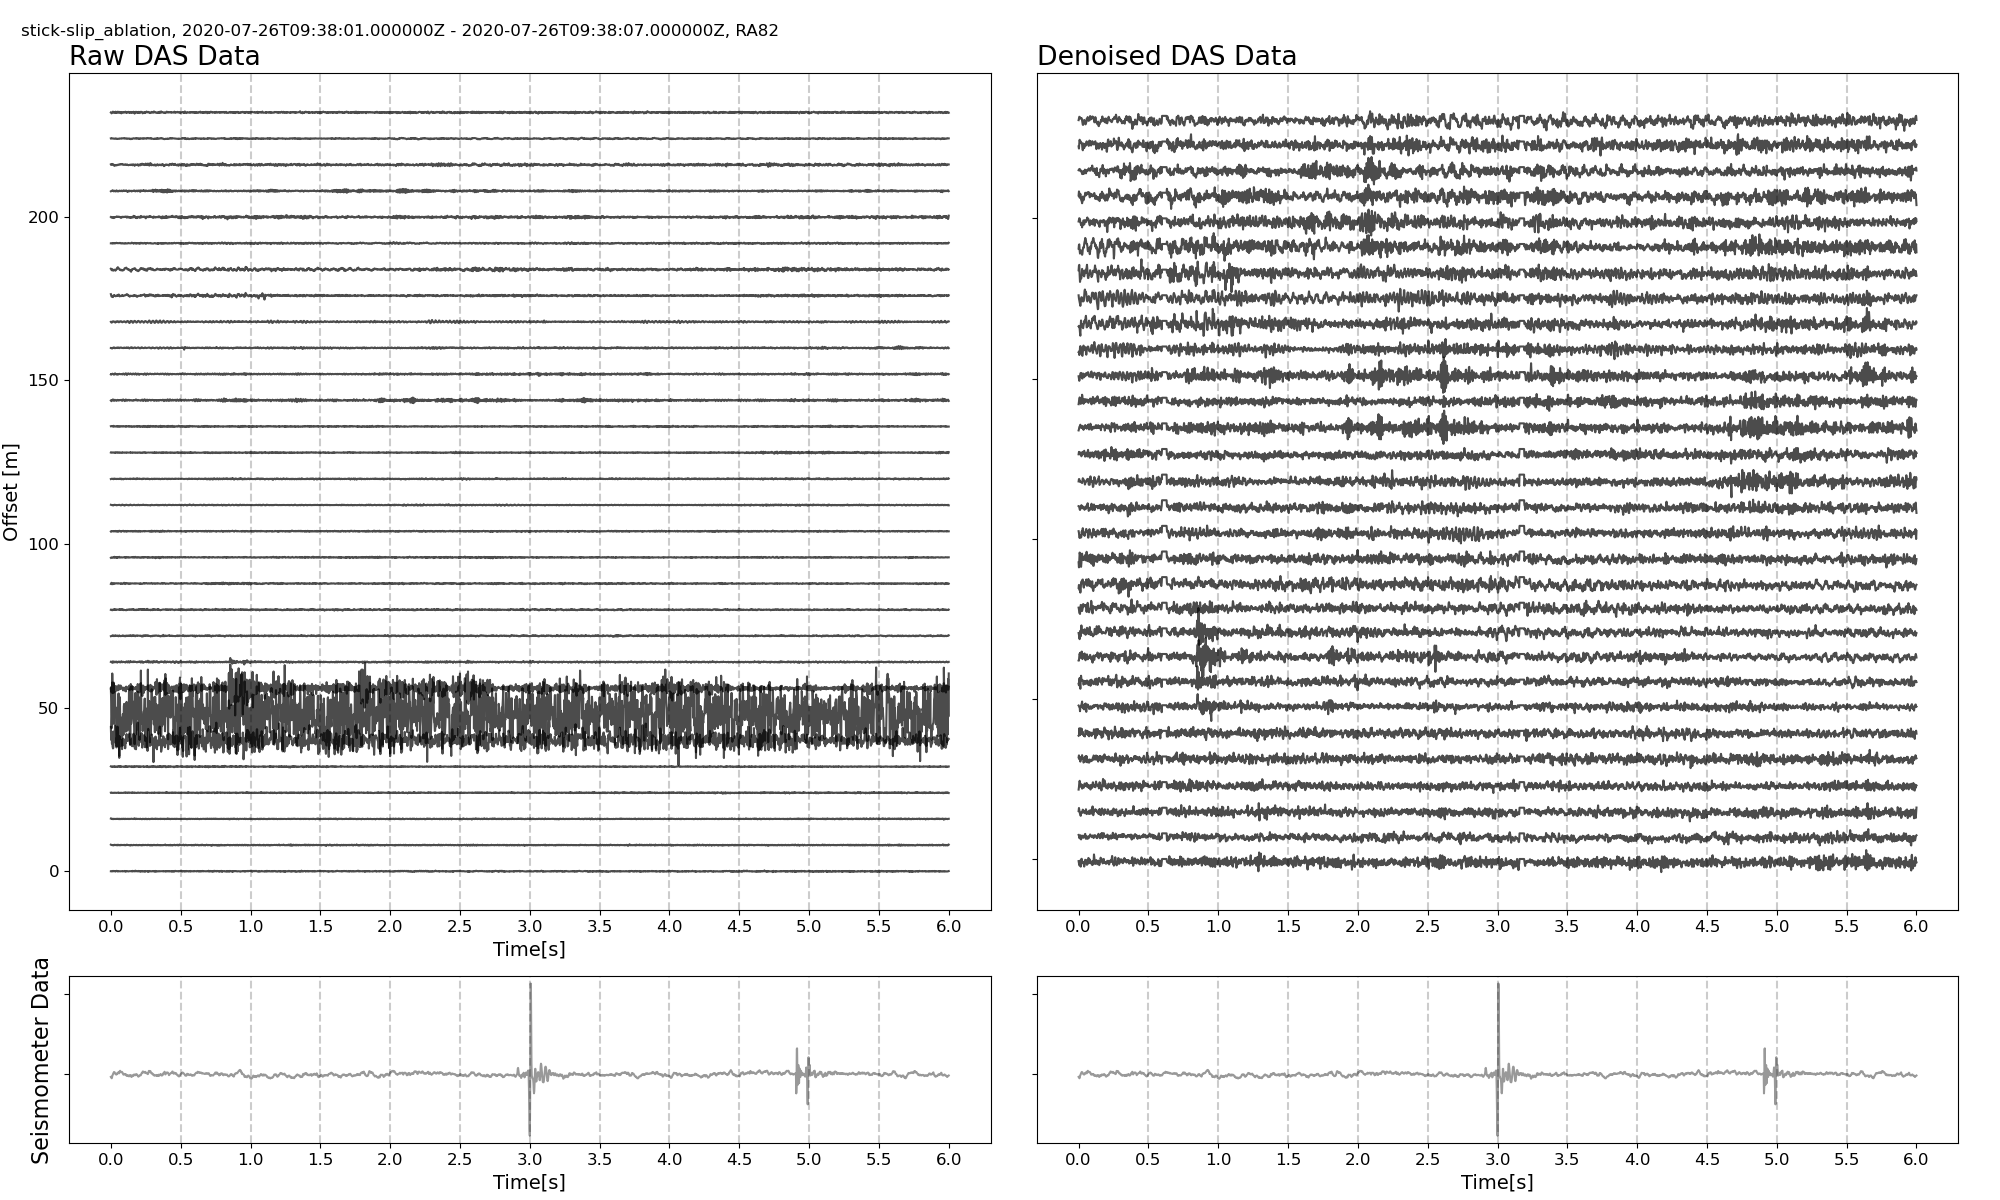 stick-slip_ablation, 2020-07-26T09:38:01.000000Z - 2020-07-26T09:38:07.000000Z, RA82
Raw DAS Data
Denoised DAS Data
Offset [m]
200
150
100
50
0
0.0 0.5 1.0 1.5 2.0 2.5 3.0 3.5 4.0 4.5 5.0 5.5 6.0
Time[s]
0.0 0.5 1.0 1.5 2.0 2.5 3.0 3.5 4.0 4.5 5.0 5.5 6.0
Seismometer Data
0.0 0.5 1.0 1.5 2.0 2.5 3.0 3.5 4.0 4.5 5.0 5.5 6.0
Time[s]
0.0 0.5 1.0 1.5 2.0 2.5 3.0 3.5 4.0 4.5 5.0 5.5 6.0
Time[s]